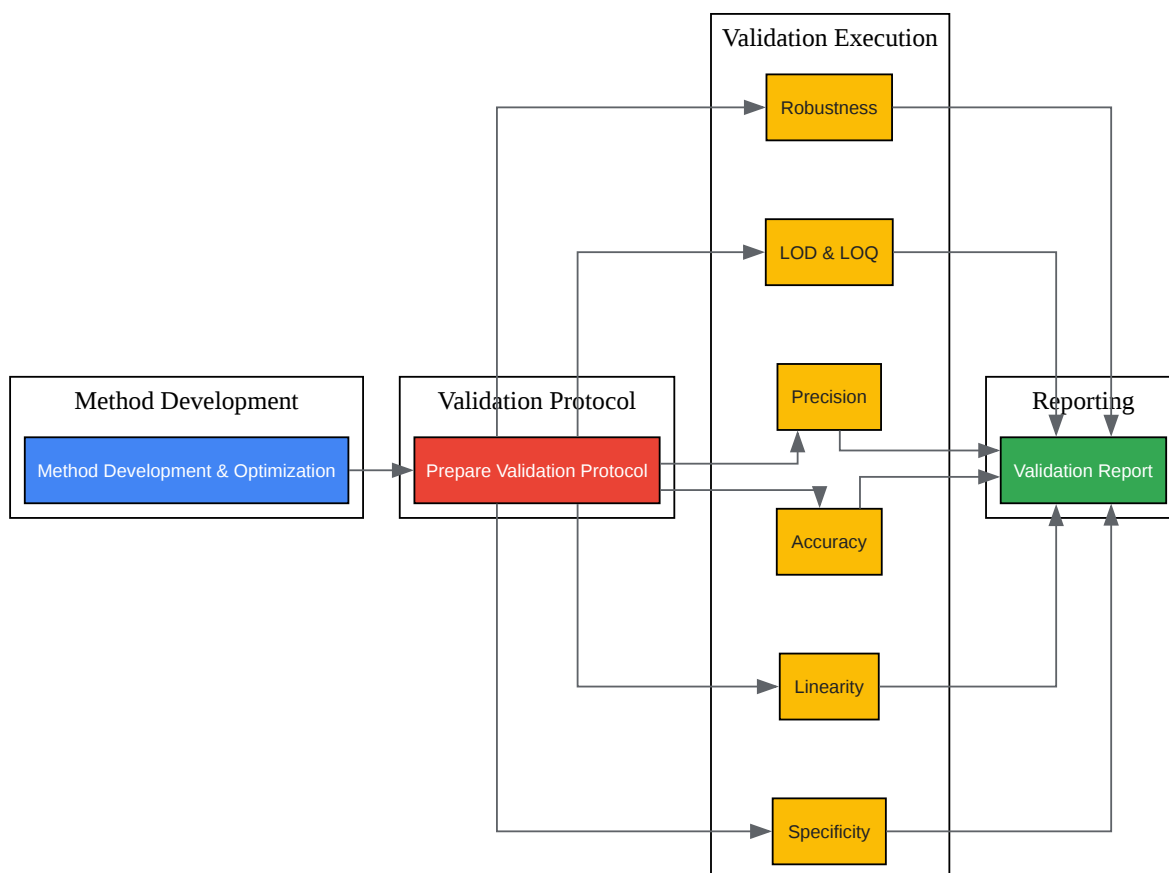 Validation Execution
Robustness
LOD & LOQ
Precision
Method Development
Validation Protocol
Reporting
Method Development & Optimization
Prepare Validation Protocol
Validation Report
Accuracy
Linearity
Specificity